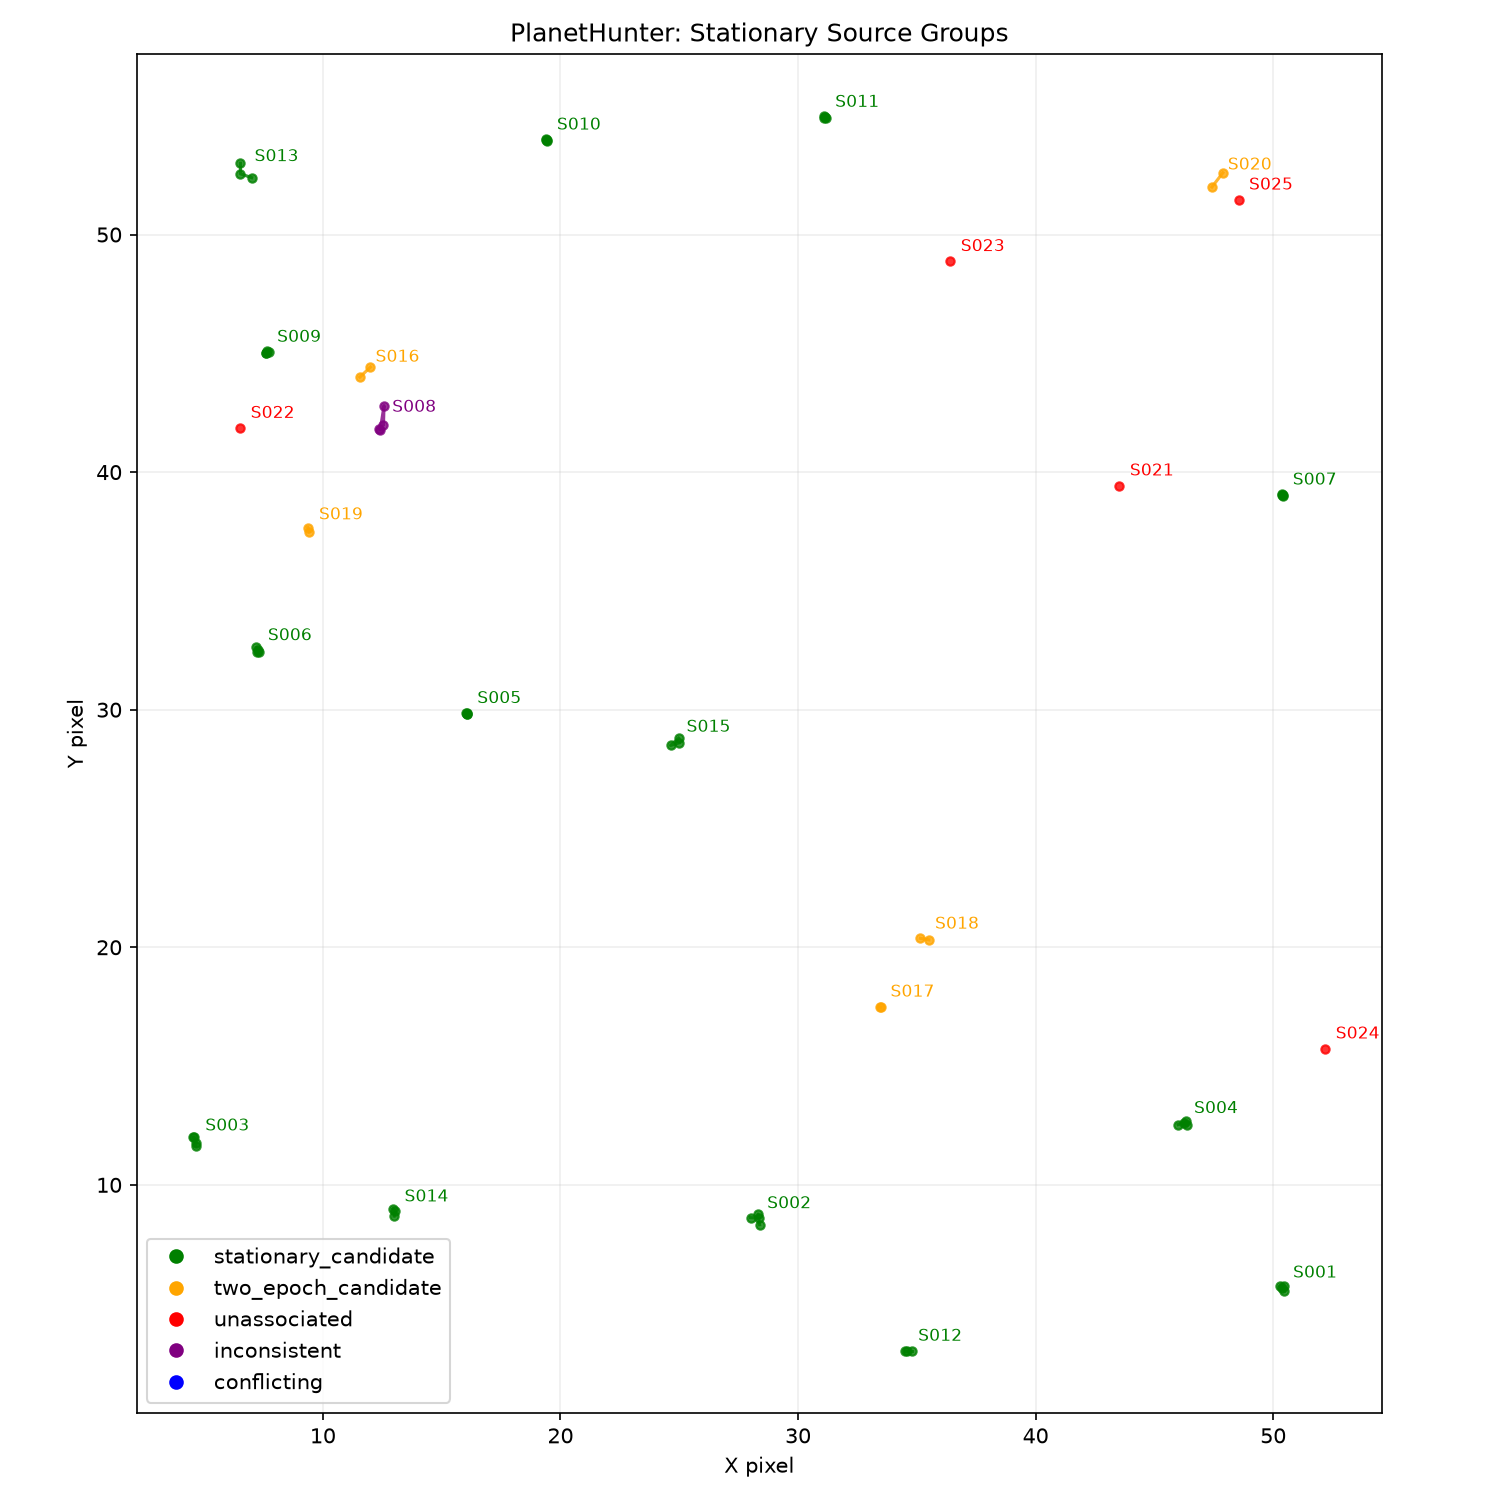 PlanetHunter: Stationary Source Groups
S011
S010
S013
S020
S025
50
S023
S009
S016
S008
S022
40
S021
S007
S019
S006
S005
30
S015
Y pixel
S018
20
S017
S024
S004
S003
10
S014
S002
S001
S012
stationary_candidate
two_epoch_candidate
unassociated
inconsistent
conflicting
10 20 30 40 50
X pixel